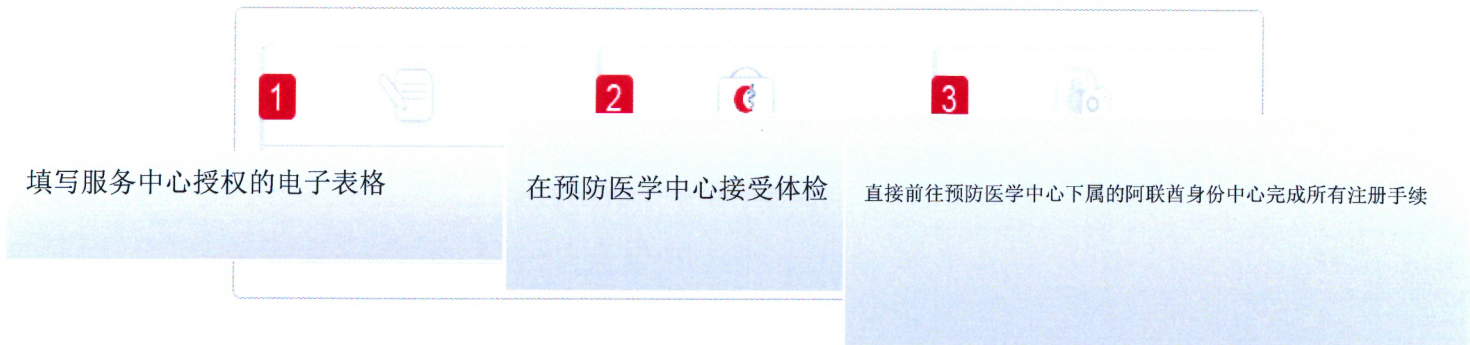 1
2
3
填写服务中心授权的电子表格
在预防医学中心接受体检
直接前往预防医学中心下属的阿联酋身份中心完成所有注册手续